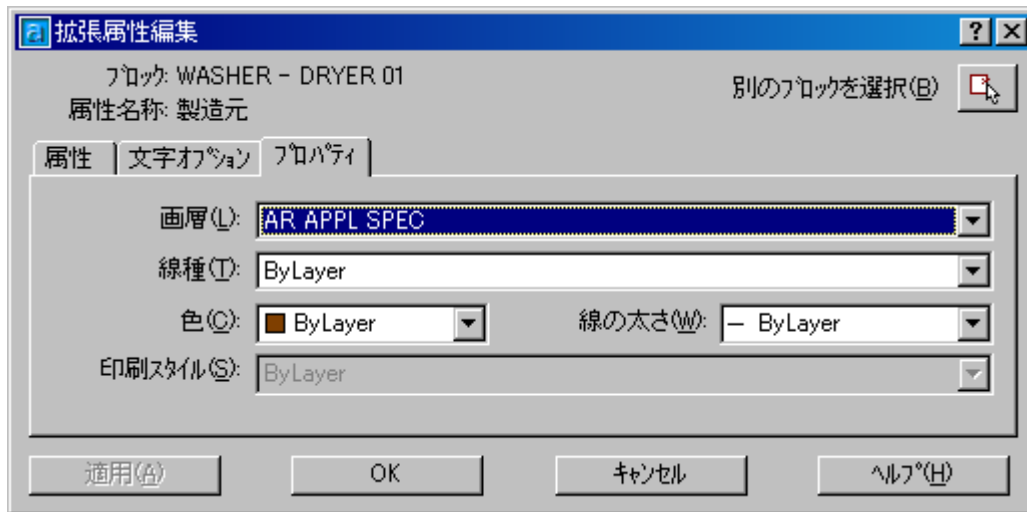 拡張属性編集
ﾌﾞﾛｯｸ: WASHER - DRYER 01
別のﾌﾞﾛｯｸを選択(B)
属性名称: 製造元
属性 文字ｵﾌﾟｼｮﾝ ﾌﾟﾛﾊﾟﾃｨ
画層(L): AR APPL SPEC
線種(T): ByLayer
色(C): ByLayer 線の太さ(W): ByLayer
印刷ｽﾀｲﾙ(S): ByLayer
適用(A) OK ｷｬﾝｾﾙ ﾍﾙﾌﾟ(H)